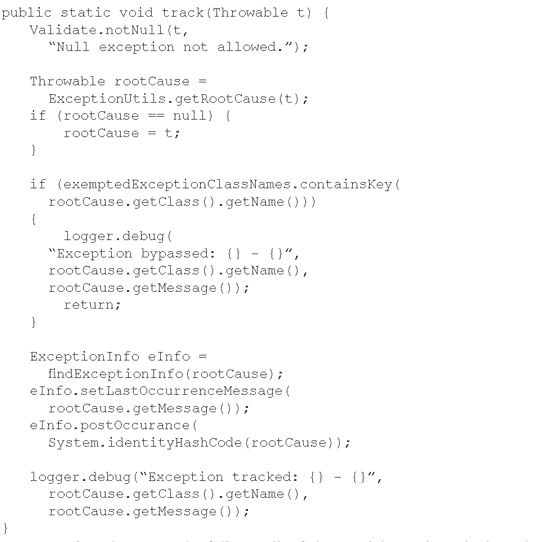 public static void track(Throwable t) {
Validate.notNull(t,
“Null exception not allowed.”);
Throwable rootCause =
ExceptionUtils.getRootCause(t);
if (rootCause == null) {
rootCause = t;
}
if (exemptedExceptionClassNames.containsKey(
rootCause.getClass().getName()))
{
logger.debug(
“Exception bypassed: {} – {}”,
rootCause.getClass().getName(),
rootCause.getMessage());
return;
}
ExceptionInfo eInfo =
findExceptionInfo(rootCause);
eInfo.setLastOccurrenceMessage(
rootCause.getMessage());
eInfo.postOccurance(
System.identityHashCode(rootCause));
logger.debug(“Exception tracked: {} – {}”,
rootCause.getClass().getName(),
rootCause.getMessage());
}